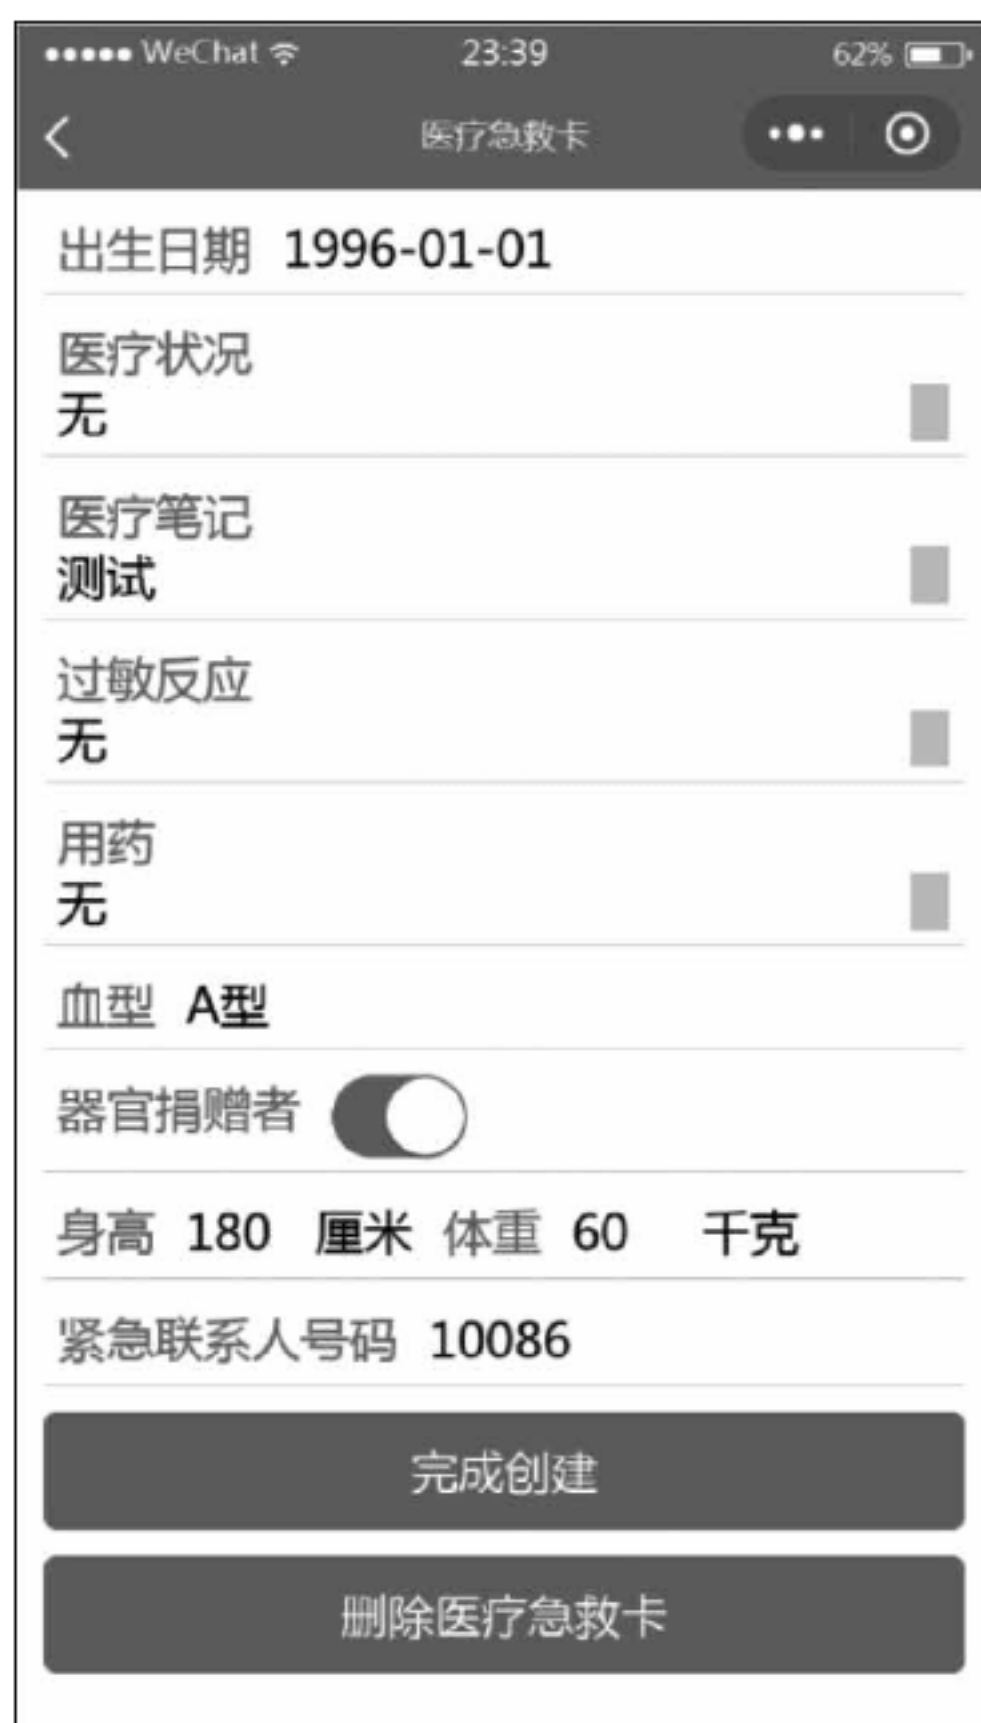 WeChat 23:39 62%
医疗急救卡
出生日期 1996-01-01
医疗状况
无
医疗笔记
测试
过敏反应
无
用药
无
血型 A型
器官捐赠者
身高 180 厘米 体重 60 千克
紧急联系人号码 10086
完成创建
删除医疗急救卡